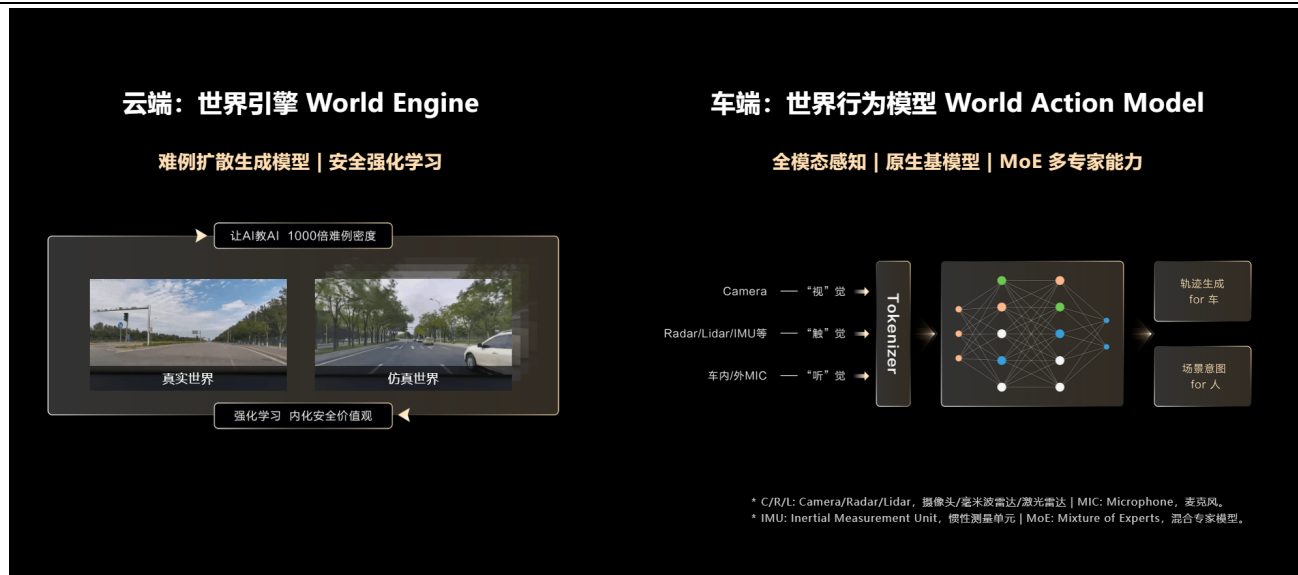 云端：世界引擎 World Engine
难例扩散生成模型 | 安全强化学习
让AI教AI 1000倍难例密度
真实世界
仿真世界
强化学习 内化安全价值观
车端：世界行为模型 World Action Model
全模态感知 | 原生基模型 | MoE 多专家能力
Camera — “视” 觉
Radar/Lidar/IMU等 — “触” 觉
车内/外MIC — “听” 觉
Tokenizer
轨迹生成
for 车
场景意图
for 人
* C/R/L: Camera/Radar/Lidar，摄像头/毫米波雷达/激光雷达 | MIC: Microphone，麦克风。
* IMU: Inertial Measurement Unit，惯性测量单元 | MoE: Mixture of Experts，混合专家模型。